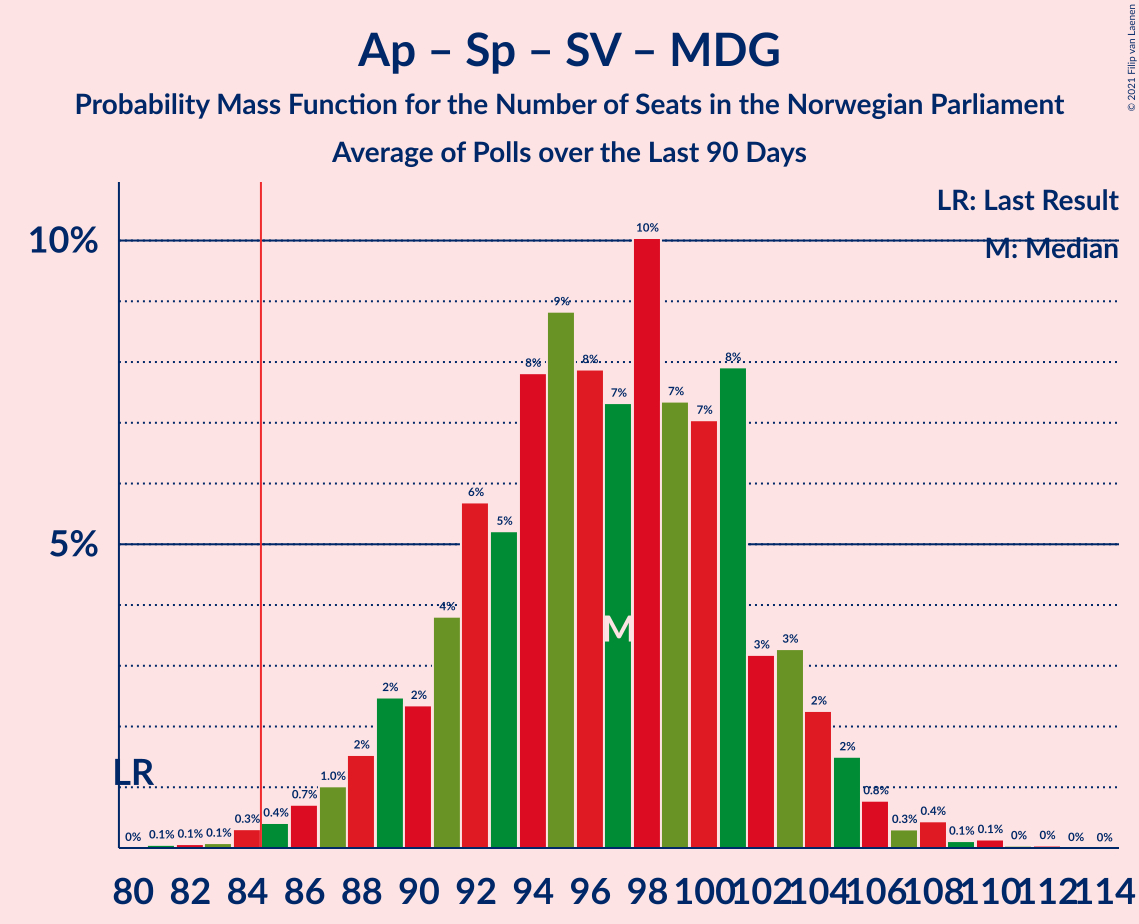 Ap – Sp – SV – MDG
Probability Mass Function for the Number of Seats in the Norwegian Parliament
Average of Polls over the Last 90 Days
© 2021 Filip van Laenen
LR: Last Result
M: Median
10%
5%
LR
M
0% 0.1% 0.1% 0.1% 0.3% 0.4% 0.7% 1.0% 2% 2% 2% 4% 6% 5% 8% 9% 8% 7% 10% 7% 7% 8% 3% 3% 2% 2% 0.8% 0.3% 0.4% 0.1% 0.1% 0% 0% 0% 0%
80 82 84 86 88 90 92 94 96 98 100 102 104 106 108 110 112 114